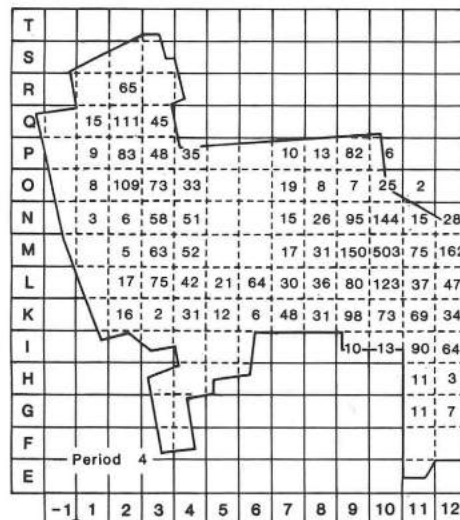 T
S
R 65
Q 15 111 45
P 9 83 48 35 10 13 82 6
O 8 109 73 33 19 8 7 25 2
N 3 6 58 51 15 26 95 144 15 28
M 5 63 52 17 31 150 503 75 162
L 17 75 42 21 64 30 36 80 123 37 47
K 16 2 31 12 6 48 31 98 73 69 34
I 10 13 90 64
H 11 3
G 11 7
F
E Period 4
-1 1 2 3 4 5 6 7 8 9 10 11 12